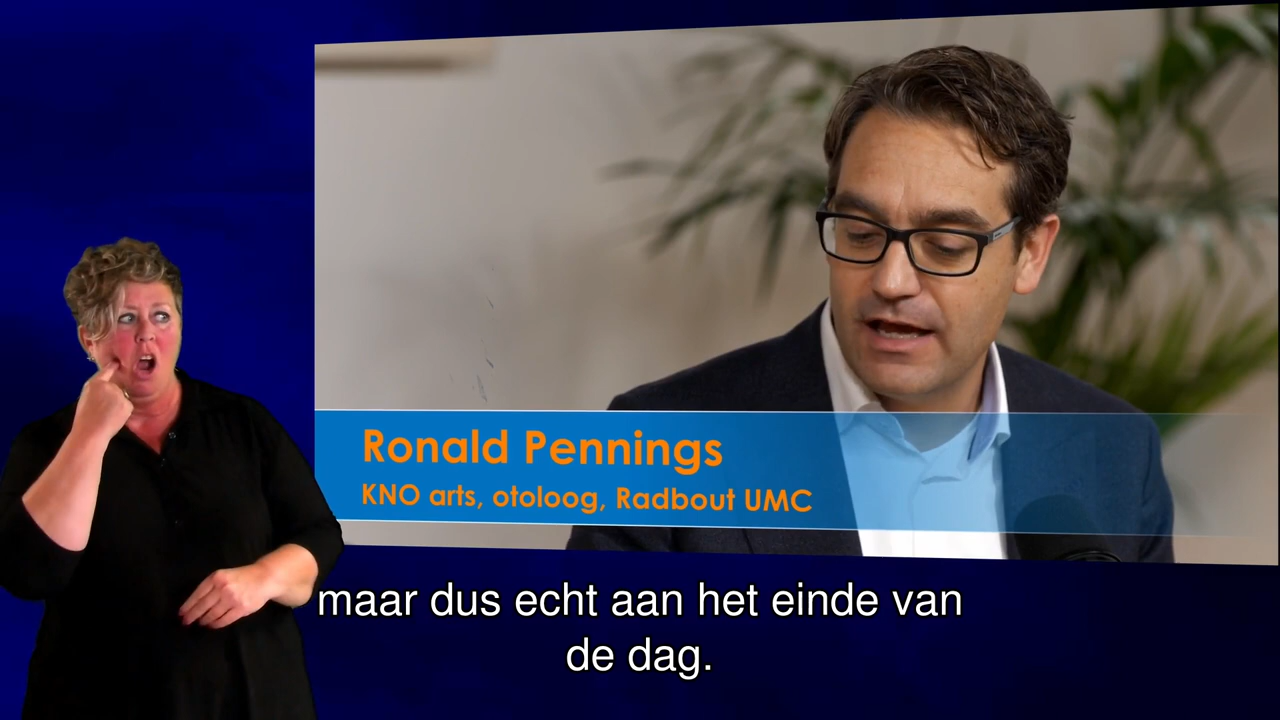 Ronald Pennings
KNO arts, otoloog, Radbout UMC
maar dus echt aan het einde van
de dag.